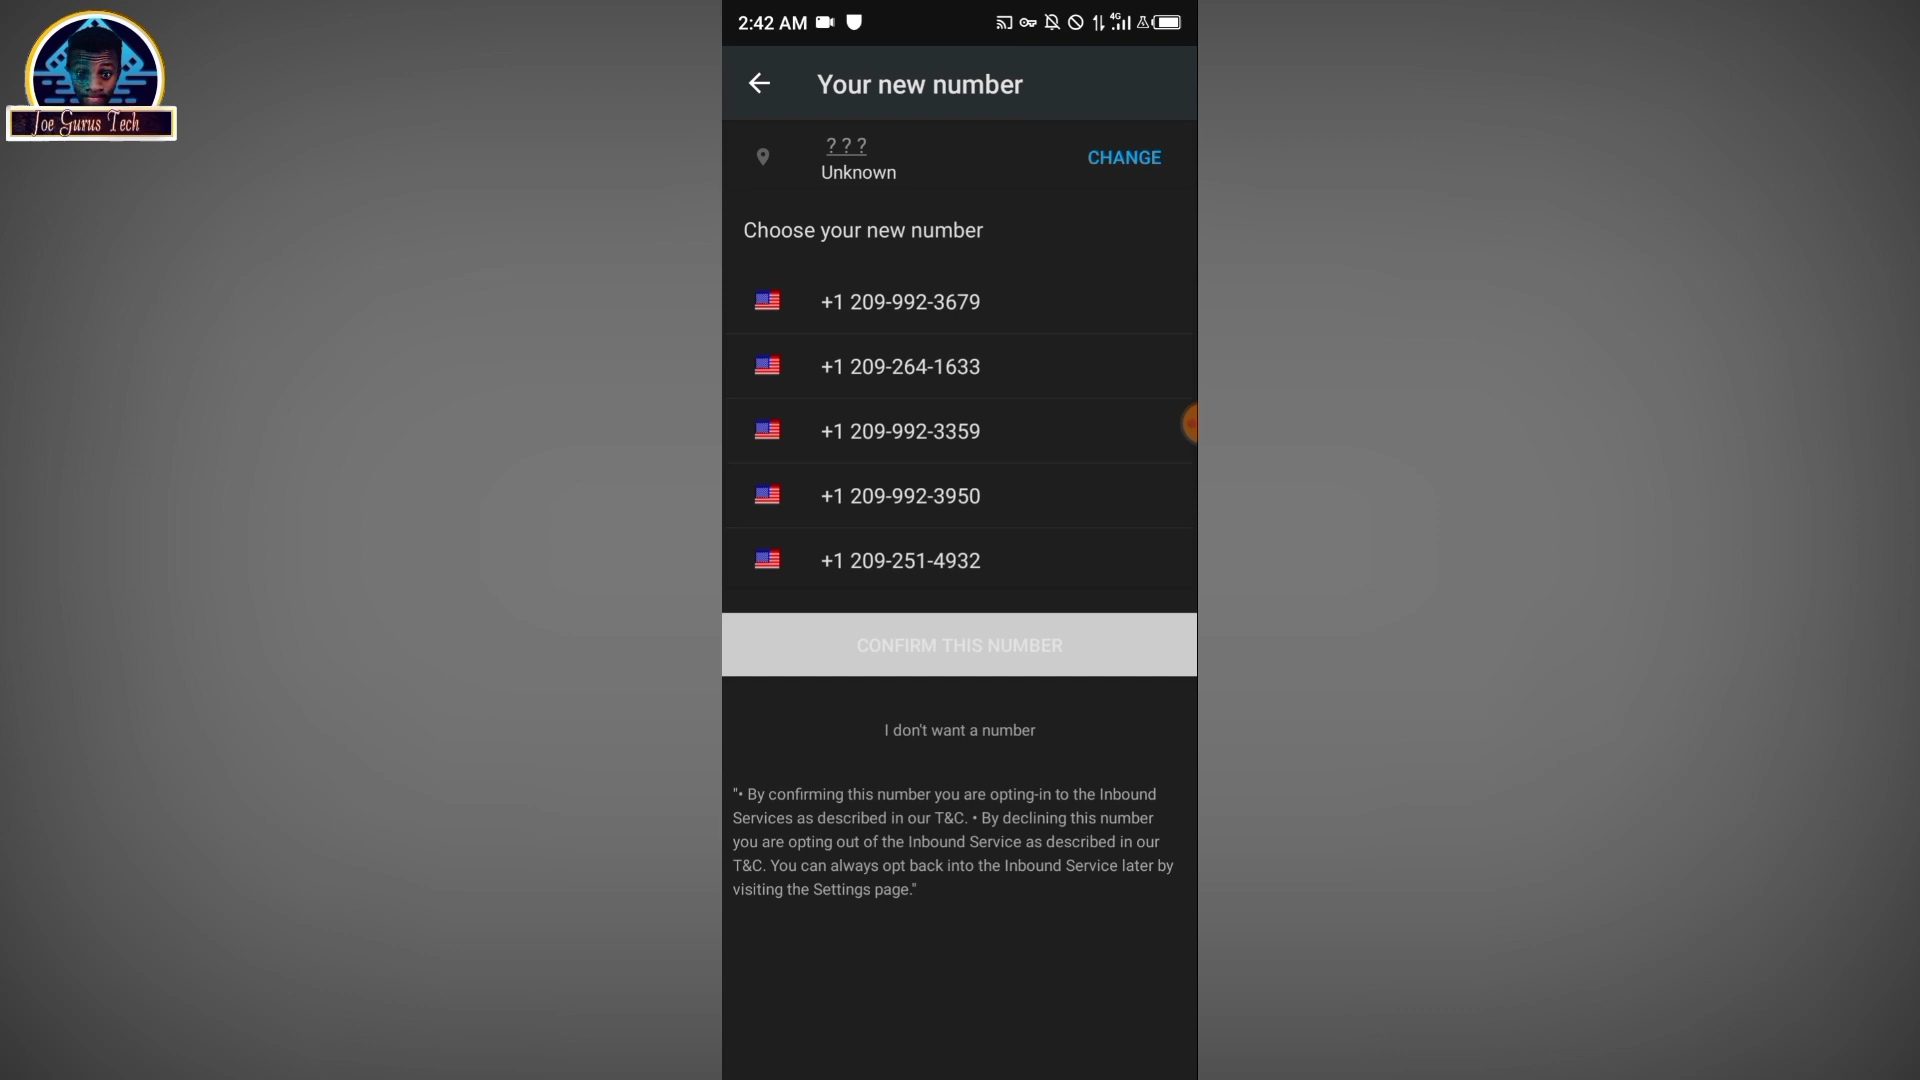 Joe Gurus Tech
2:42 AM
4G
Your new number
? ? ?
Unknown
CHANGE
Choose your new number
+1 209-992-3679
+1 209-264-1633
+1 209-992-3359
+1 209-992-3950
+1 209-251-4932
CONFIRM THIS NUMBER
I don't want a number
"• By confirming this number you are opting-in to the Inbound
Services as described in our T&C. • By declining this number
you are opting out of the Inbound Service as described in our
T&C. You can always opt back into the Inbound Service later by
visiting the Settings page."